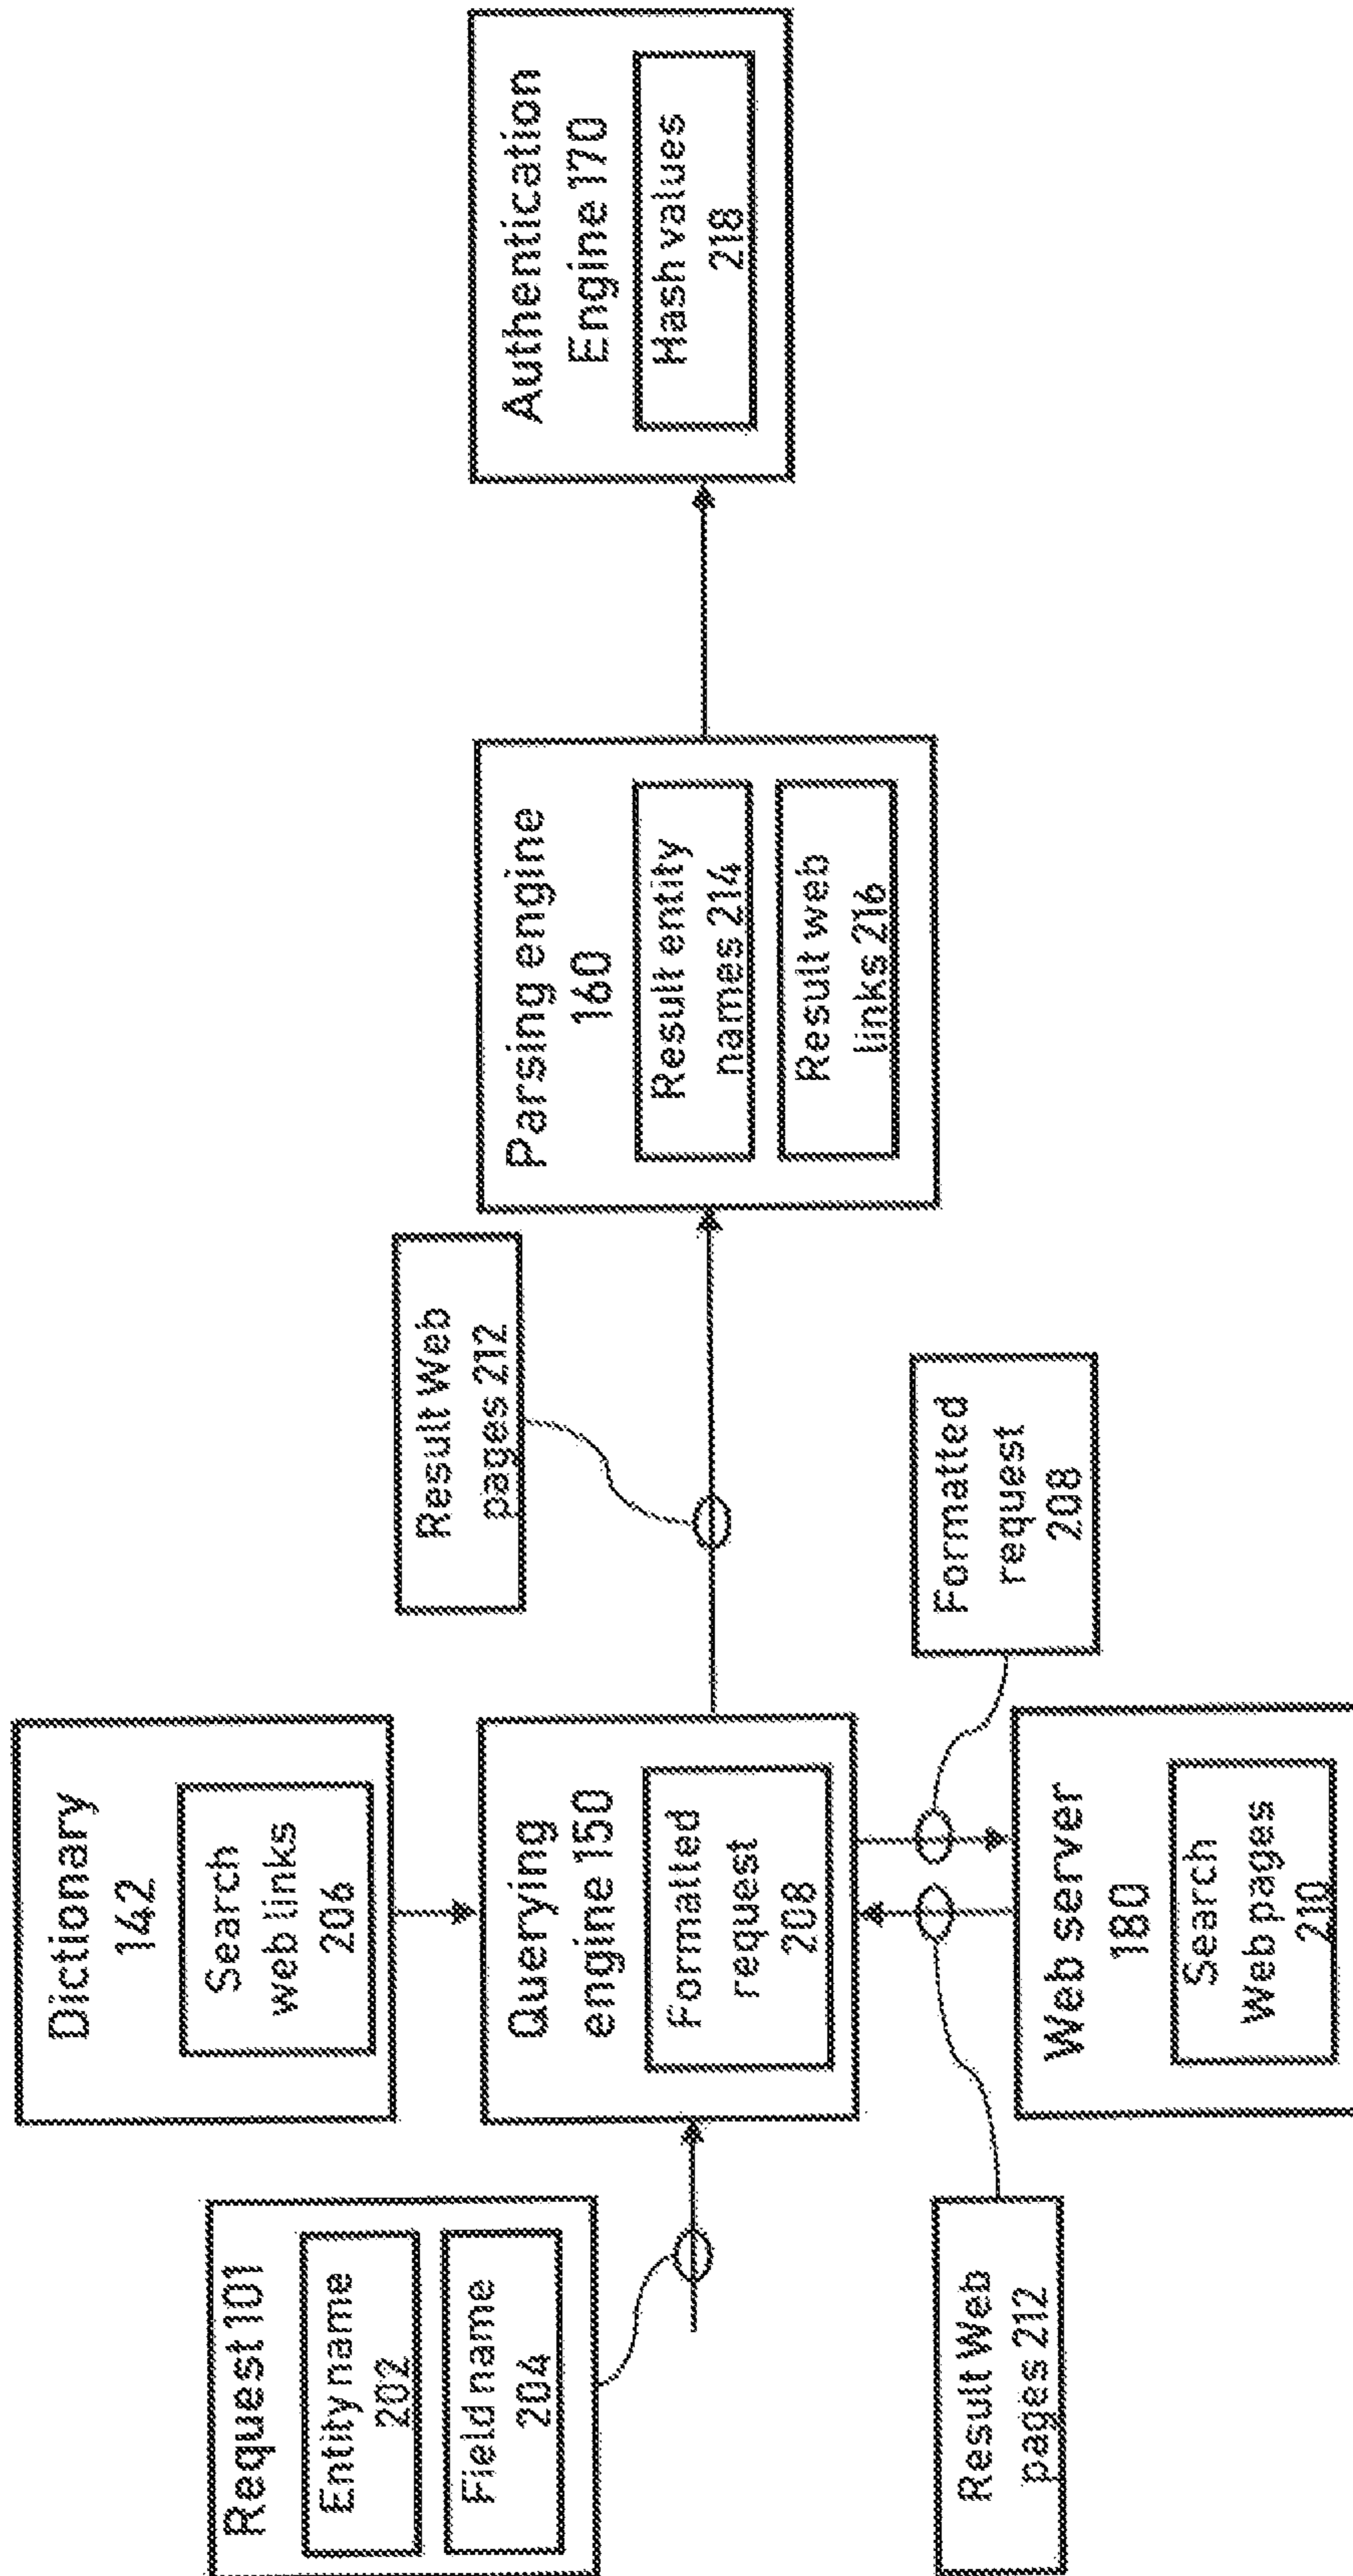 Dictionary
142
Search
web links
206
Request 101
Entity name
202
Field name
204
Querying
engine 150
Formatted
request
208
Result Web
pages 212
Parsing engine
160
Result entity
names 214
Result web
links 216
Authentication
Engine 170
Hash values
218
Result Web
pages 212
Formatted
request
208
Web server
180
Search
Web pages
210